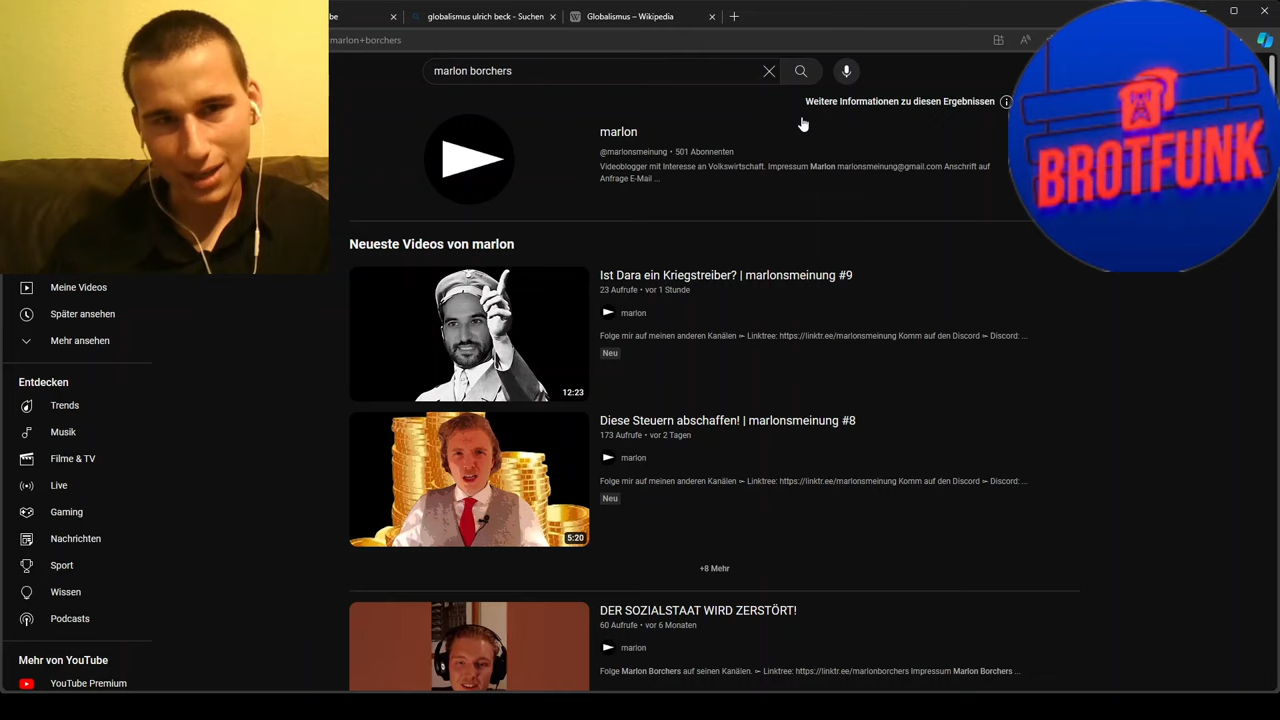 be
globalismus ulrich beck - Suchen
Globalismus – Wikipedia
marlon+borchers
marlon borchers
Weitere Informationen zu diesen Ergebnissen
BROTFUNK
marlon
@marlonsmeinung • 501 Abonnenten
Videoblogger mit Interesse an Volkswirtschaft. Impressum Marlon marlonsmeinung@gmail.com Anschrift auf
Anfrage E-Mail ...
Neueste Videos von marlon
Ist Dara ein Kriegstreiber? | marlonsmeinung #9
23 Aufrufe • vor 1 Stunde
marlon
Folge mir auf meinen anderen Kanälen ➳ Linktree: https://linktr.ee/marlonsmeinung Komm auf den Discord ➳ Discord: ...
Neu
12:23
Diese Steuern abschaffen! | marlonsmeinung #8
173 Aufrufe • vor 2 Tagen
marlon
Folge mir auf meinen anderen Kanälen ➳ Linktree: https://linktr.ee/marlonsmeinung Komm auf den Discord ➳ Discord: ...
Neu
5:20
+8 Mehr
DER SOZIALSTAAT WIRD ZERSTÖRT!
60 Aufrufe • vor 6 Monaten
marlon
Folge Marlon Borchers auf seinen Kanälen. ➳ Linktree: https://linktr.ee/marlonborchers Impressum Marlon Borchers ...
Meine Videos
Später ansehen
Mehr ansehen
Entdecken
Trends
Musik
Filme & TV
Live
Gaming
Nachrichten
Sport
Wissen
Podcasts
Mehr von YouTube
YouTube Premium